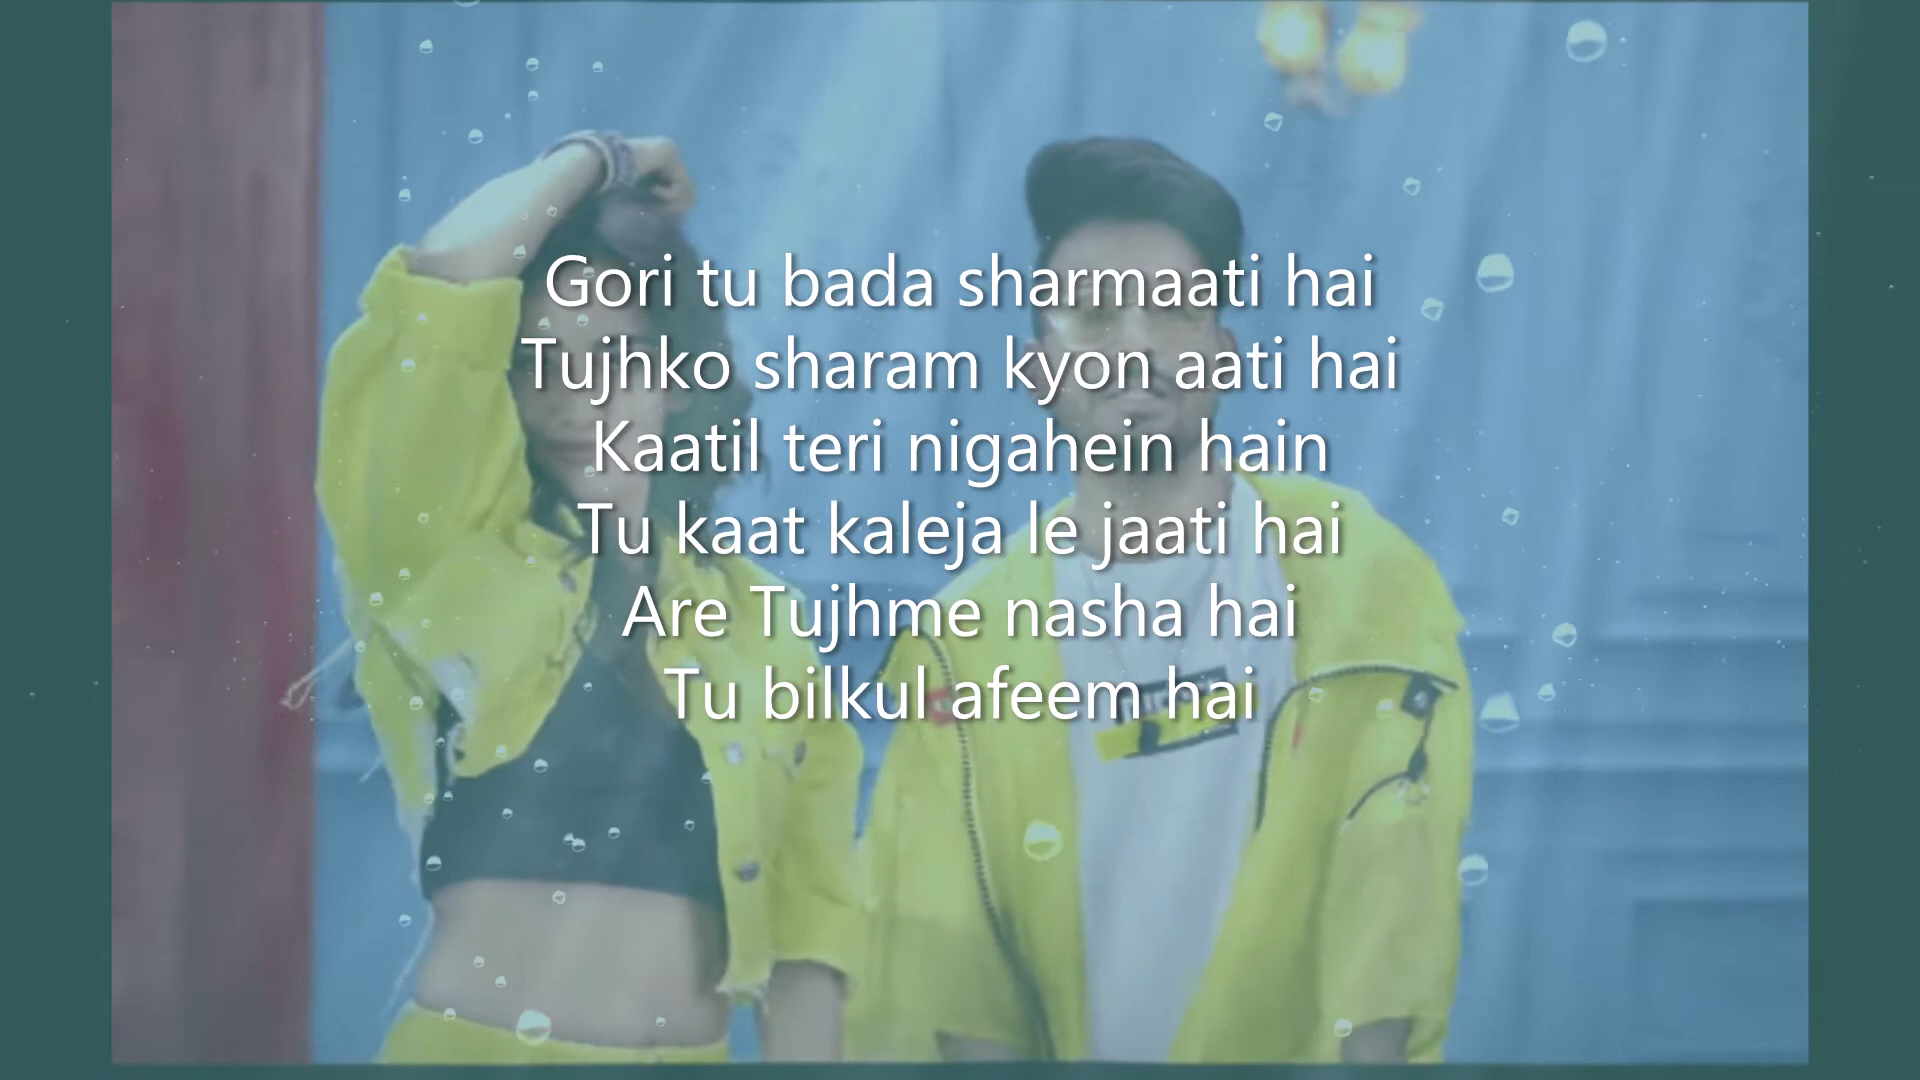 Gori tu bada sharmaati hai
Tujhko sharam kyon aati hai
Kaatil teri nigahein hain
Tu kaat kaleja le jaati hai
Are Tujhme nasha hai
Tu bilkul afeem hai